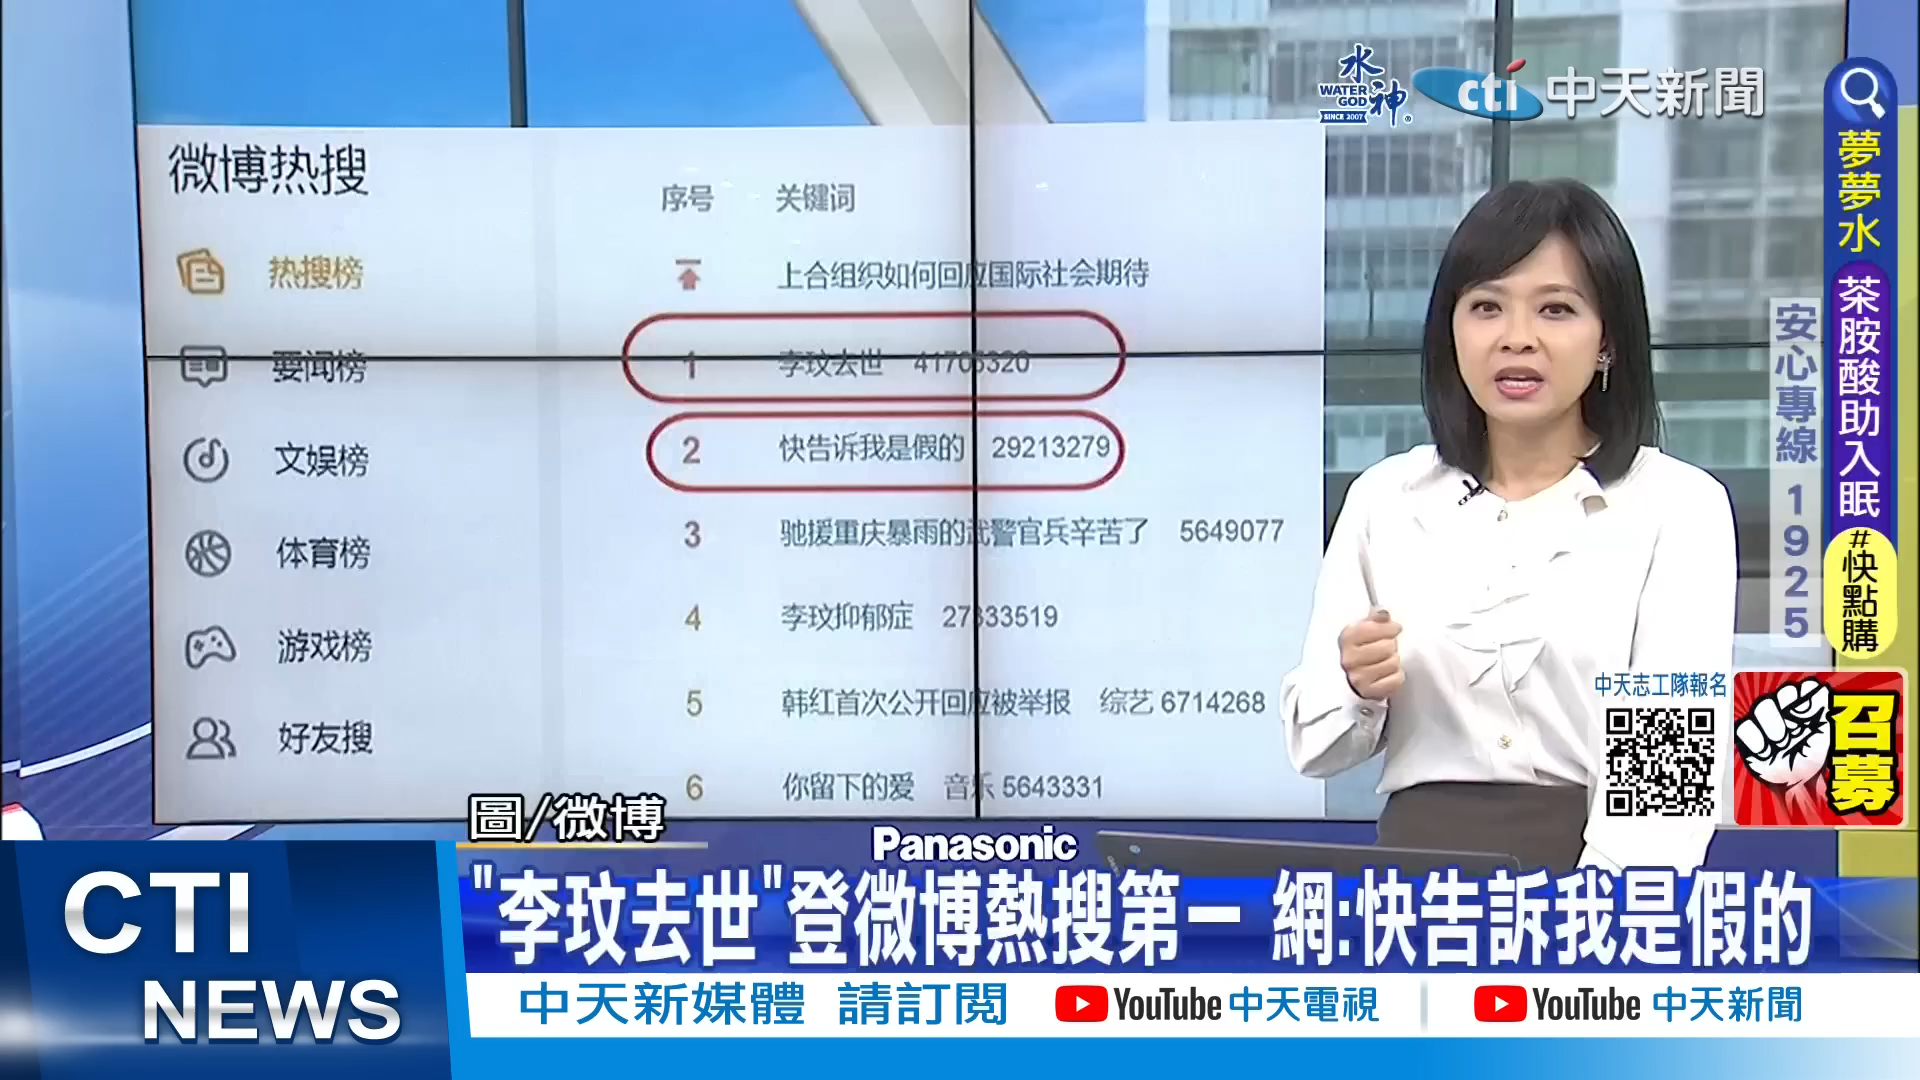 水神
WATER
GOD
SINCE 2007
cti 中天新聞
微博热搜
序号 关键词
热搜榜
上合组织如何回应国际社会期待
要闻榜
1 李玟去世 41706320
文娱榜
2 快告诉我是假的 29213279
体育榜
3 驰援重庆暴雨的武警官兵辛苦了 5649077
游戏榜
4 李玟抑郁症 27833519
好友搜
5 韩红首次公开回应被举报 综艺 6714268
6 你留下的爱 音乐 5643331
夢夢水
茶胺酸助入眠
#快點購
安心專線 1925
中天志工隊報名
召募
圖/微博
Panasonic
"李玟去世"登微博熱搜第一 網:快告訴我是假的
CTI
NEWS
中天新媒體 請訂閱 YouTube 中天電視 YouTube 中天新聞